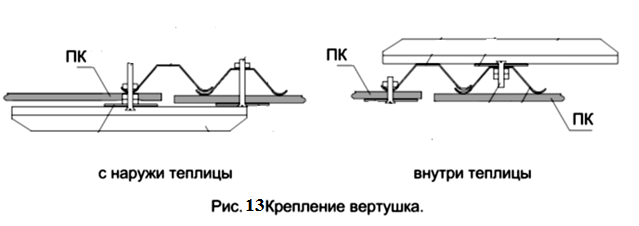 ПК
ПК
ПК
с наружи теплицы
внутри теплицы
Рис. 13Крепление вертушка.